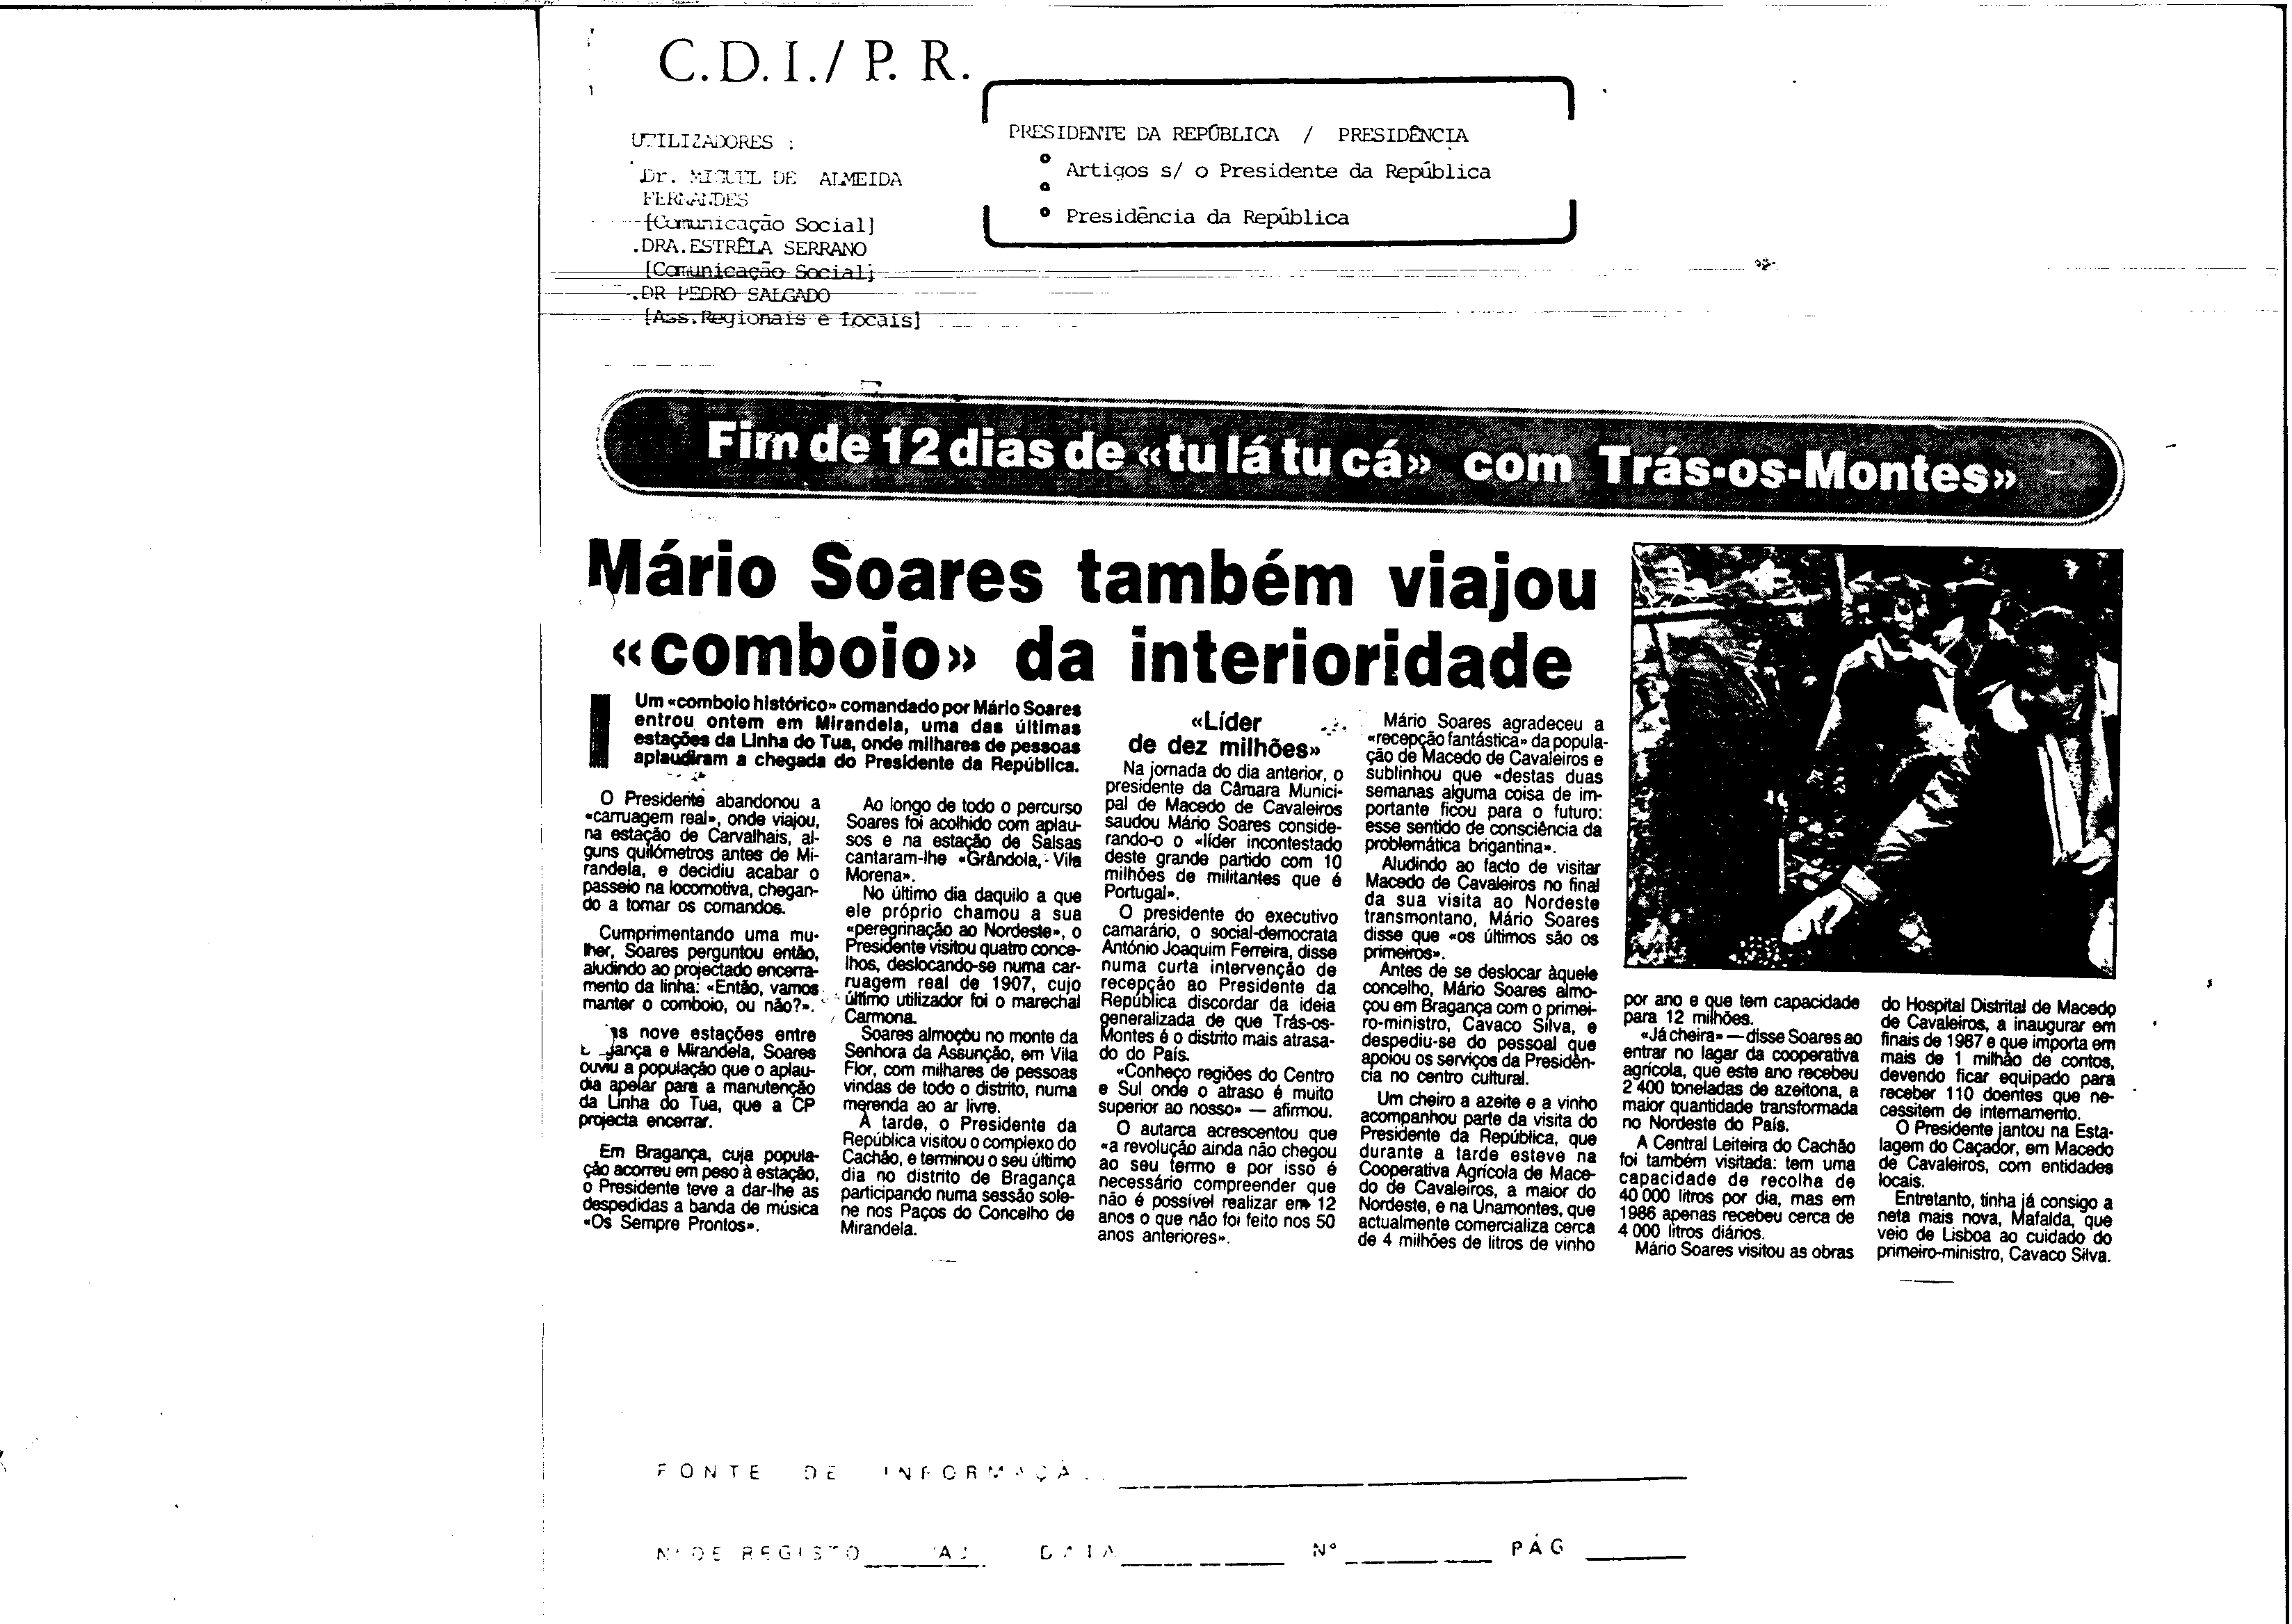 C.D.I./P.R.
UTILIZADORES :
Dr. MIGUEL DE ALMEIDA
FERNANDES
[Comunicação Social]
.DRA.ESTRÊLA SERRANO
[Comunicação Social]
.DR PEDRO SALGADO
[Ass.Regionais e Locais]
PRESIDENTE DA REPÚBLICA / PRESIDÊNCIA
Artigos s/ o Presidente da República
Presidência da República
Fim de 12 dias de «tu lá tu cá» com Trás-os-Montes»
Mário Soares também viajou
«comboio» da interioridade
Um «comboio histórico» comandado por Mário Soares
entrou ontem em Mirandela, uma das últimas
estações da Linha do Tua, onde milhares de pessoas
aplaudiram a chegada do Presidente da República.
O Presidente abandonou a
«carruagem real», onde viajou,
na estação de Carvalhais, al-
guns quilómetros antes de Mi-
randela, e decidiu acabar o
passeio na locomotiva, chegan-
do a tomar os comandos.
Cumprimentando uma mu-
lher, Soares perguntou então,
aludindo ao projectado encerra-
mento da linha: «Então, vamos
manter o comboio, ou não?».
nove estações entre
e Mirandela, Soares
ouviu a população que o aplau-
dia apelar para a manutenção
da Linha do Tua, que a CP
projecta encerrar.
Em Bragança, cuja popula-
ção acorreu em peso à estação,
o Presidente teve a dar-lhe as
despedidas a banda de música
«Os Sempre Prontos».
Ao longo de todo o percurso
Soares foi acolhido com aplau-
sos e na estação de Salsas
cantaram-lhe «Grândola, Vila
Morena».
No último dia daquilo a que
ele próprio chamou a sua
«peregrinação ao Nordeste», o
Presidente visitou quatro conce-
lhos, deslocando-se numa car-
ruagem real de 1907, cujo
último utilizador foi o marechal
Carmona.
Soares almoçou no monte da
Senhora da Assunção, em Vila
Flor, com milhares de pessoas
vindas de todo o distrito, numa
merenda ao ar livre.
À tarde, o Presidente da
República visitou o complexo do
Cachão, e terminou o seu último
dia no distrito de Bragança
participando numa sessão sole-
ne nos Paços do Concelho de
Mirandela.
«Líder
de dez milhões»
Na jornada do dia anterior, o
presidente da Câmara Munici-
pal de Macedo de Cavaleiros
saudou Mário Soares conside-
rando-o o «líder incontestado
deste grande partido com 10
milhões de militantes que é
Portugal».
O presidente do executivo
camarário, o social-democrata
António Joaquim Ferreira, disse
numa curta intervenção de
recepção ao Presidente da
República discordar da ideia
generalizada de que Trás-os-
Montes é o distrito mais atrasa-
do do País.
«Conheço regiões do Centro
e Sul onde o atraso é muito
superior ao nosso» — afirmou.
O autarca acrescentou que
«a revolução ainda não chegou
ao seu termo e por isso é
necessário compreender que
não é possível realizar em 12
anos o que não foi feito nos 50
anos anteriores».
Mário Soares agradeceu a
«recepção fantástica» da popula-
ção de Macedo de Cavaleiros e
sublinhou que «destas duas
semanas alguma coisa de im-
portante ficou para o futuro:
esse sentido de consciência da
problemática brigantina».
Aludindo ao facto de visitar
Macedo de Cavaleiros no final
da sua visita ao Nordeste
transmontano, Mário Soares
disse que «os últimos são os
primeiros».
Antes de se deslocar àquele
concelho, Mário Soares almo-
çou em Bragança com o primei-
ro-ministro, Cavaco Silva, e
despediu-se do pessoal que
apoiou os serviços da Presidên-
cia no centro cultural.
Um cheiro a azeite e a vinho
acompanhou parte da visita do
Presidente da República, que
durante a tarde esteve na
Cooperativa Agrícola de Mace-
do de Cavaleiros, a maior do
Nordeste, e na Unamontes, que
actualmente comercializa cerca
de 4 milhões de litros de vinho
por ano e que tem capacidade
para 12 milhões.
«Já cheira» — disse Soares ao
entrar no lagar da cooperativa
agrícola, que este ano recebeu
2 400 toneladas de azeitona, a
maior quantidade transformada
no Nordeste do País.
A Central Leiteira do Cachão
foi também visitada: tem uma
capacidade de recolha de
40 000 litros por dia, mas em
1986 apenas recebeu cerca de
4 000 litros diários.
Mário Soares visitou as obras
do Hospital Distrital de Macedo
de Cavaleiros, a inaugurar em
finais de 1987 e que importa em
mais de 1 milhão de contos,
devendo ficar equipado para
receber 110 doentes que ne-
cessitem de internamento.
O Presidente jantou na Esta-
lagem do Caçador, em Macedo
de Cavaleiros, com entidades
locais.
Entretanto, tinha já consigo a
neta mais nova, Mafalda, que
veio de Lisboa ao cuidado do
primeiro-ministro, Cavaco Silva.
FONTE DE INFORMAÇÃ
Nº DE REGISTO DATA Nº PÁG